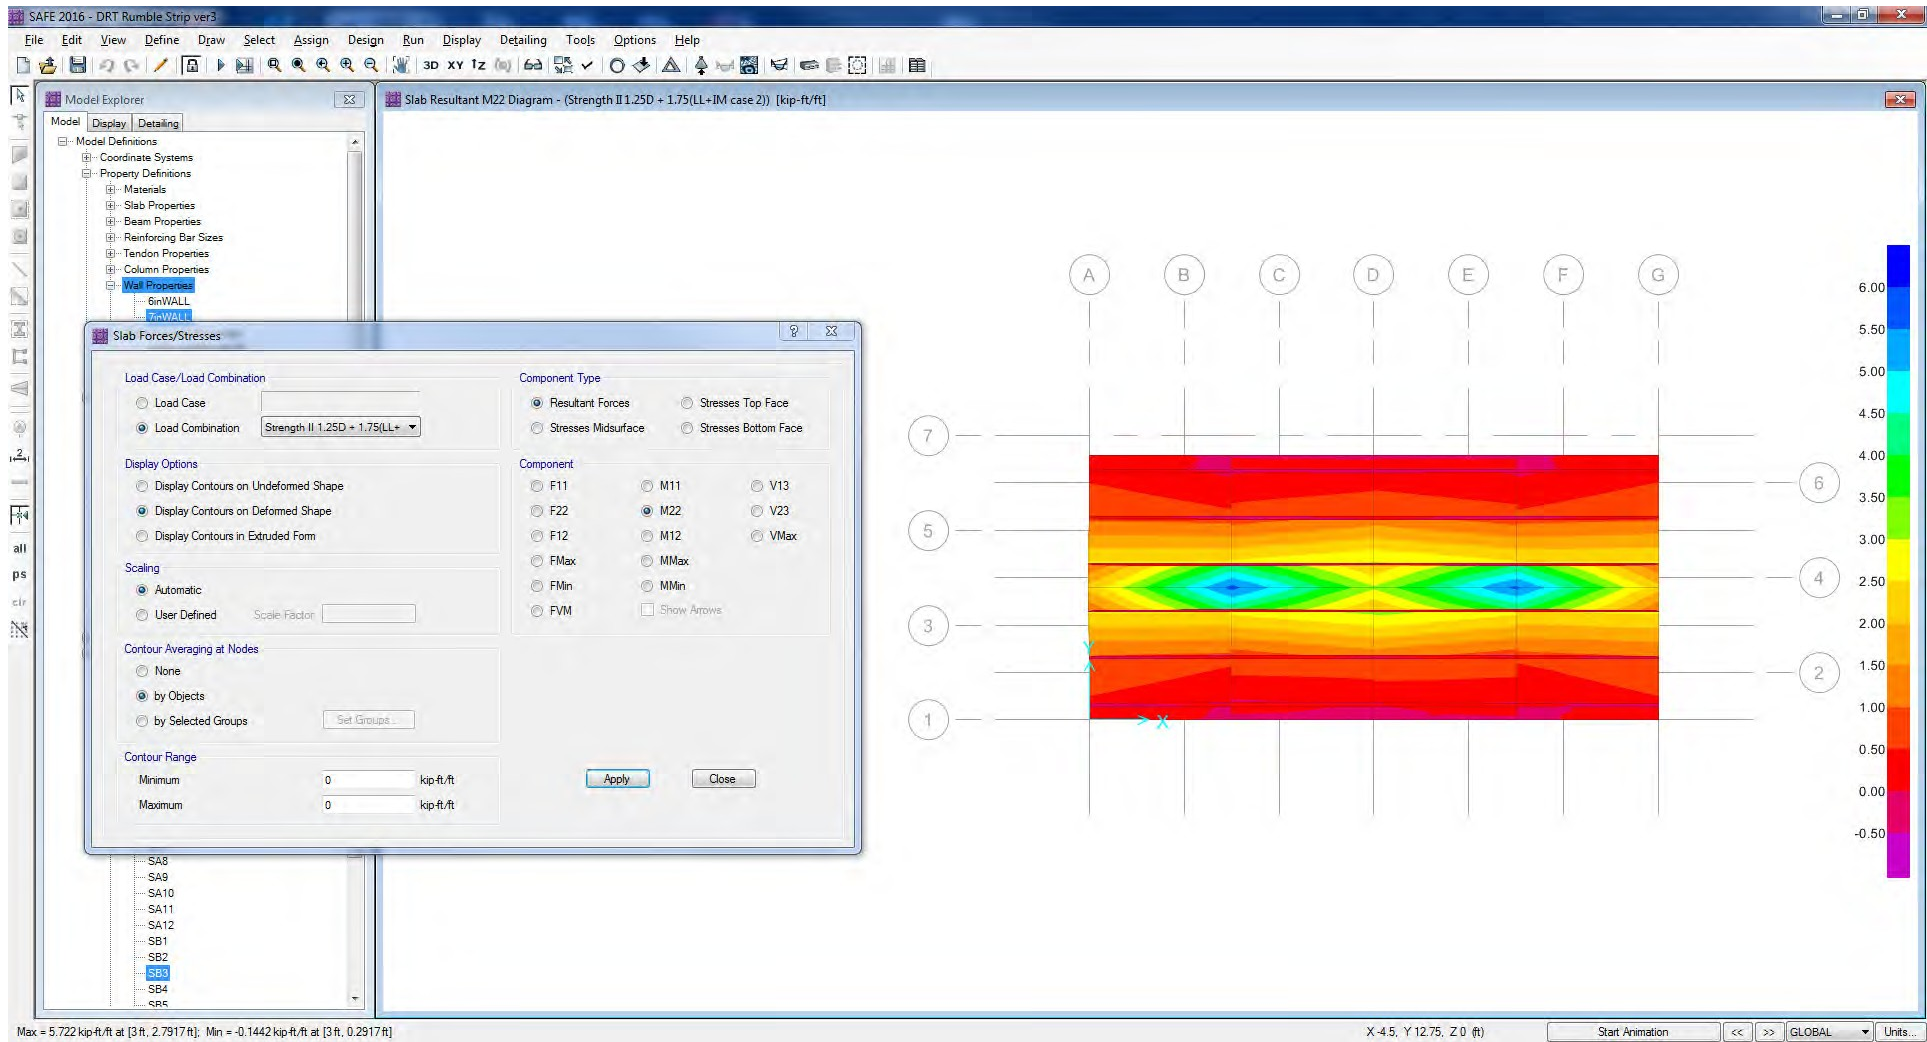 SAFE 2016 - DRT Rumble Strip ver3
File Edit View Define Draw Select Assign Design Run Display Detailing Tools Options Help
3D XY
Model Explorer
Model Display Detailing
Model Definitions
Coordinate Systems
Property Definitions
Materials
Slab Properties
Beam Properties
Reinforcing Bar Sizes
Tendon Properties
Column Properties
Wall Properties
6inWALL
7inWALL
all
ps
clr
SA8
SA9
SA10
SA11
SA12
SB1
SB2
SB3
SB4
SB5
Slab Forces/Stresses
Load Case/Load Combination
Load Case
Load Combination Strength II 1.25D + 1.75(LL+
Display Options
Display Contours on Undeformed Shape
Display Contours on Deformed Shape
Display Contours in Extruded Form
Scaling
Automatic
User Defined Scale Factor
Contour Averaging at Nodes
None
by Objects
by Selected Groups Set Groups...
Contour Range
Minimum 0 kip-ft/ft
Maximum 0 kip-ft/ft
Component Type
Resultant Forces Stresses Top Face
Stresses Midsurface Stresses Bottom Face
Component
F11 M11 V13
F22 M22 V23
F12 M12 VMax
FMax MMax
FMin MMin
FVM Show Arrows
Apply Close
Slab Resultant M22 Diagram - (Strength II 1.25D + 1.75(LL+IM case 2)) [kip-ft/ft]
A B C D E F G
7
6
5
4
3
2
1
Y
X
6.00
5.50
5.00
4.50
4.00
3.50
3.00
2.50
2.00
1.50
1.00
0.50
0.00
-0.50
Max = 5.722 kip-ft/ft at [3 ft, 2.7917 ft]; Min = -0.1442 kip-ft/ft at [3 ft, 0.2917 ft]
X -4.5, Y 12.75, Z 0 (ft) Start Animation << >> GLOBAL Units...